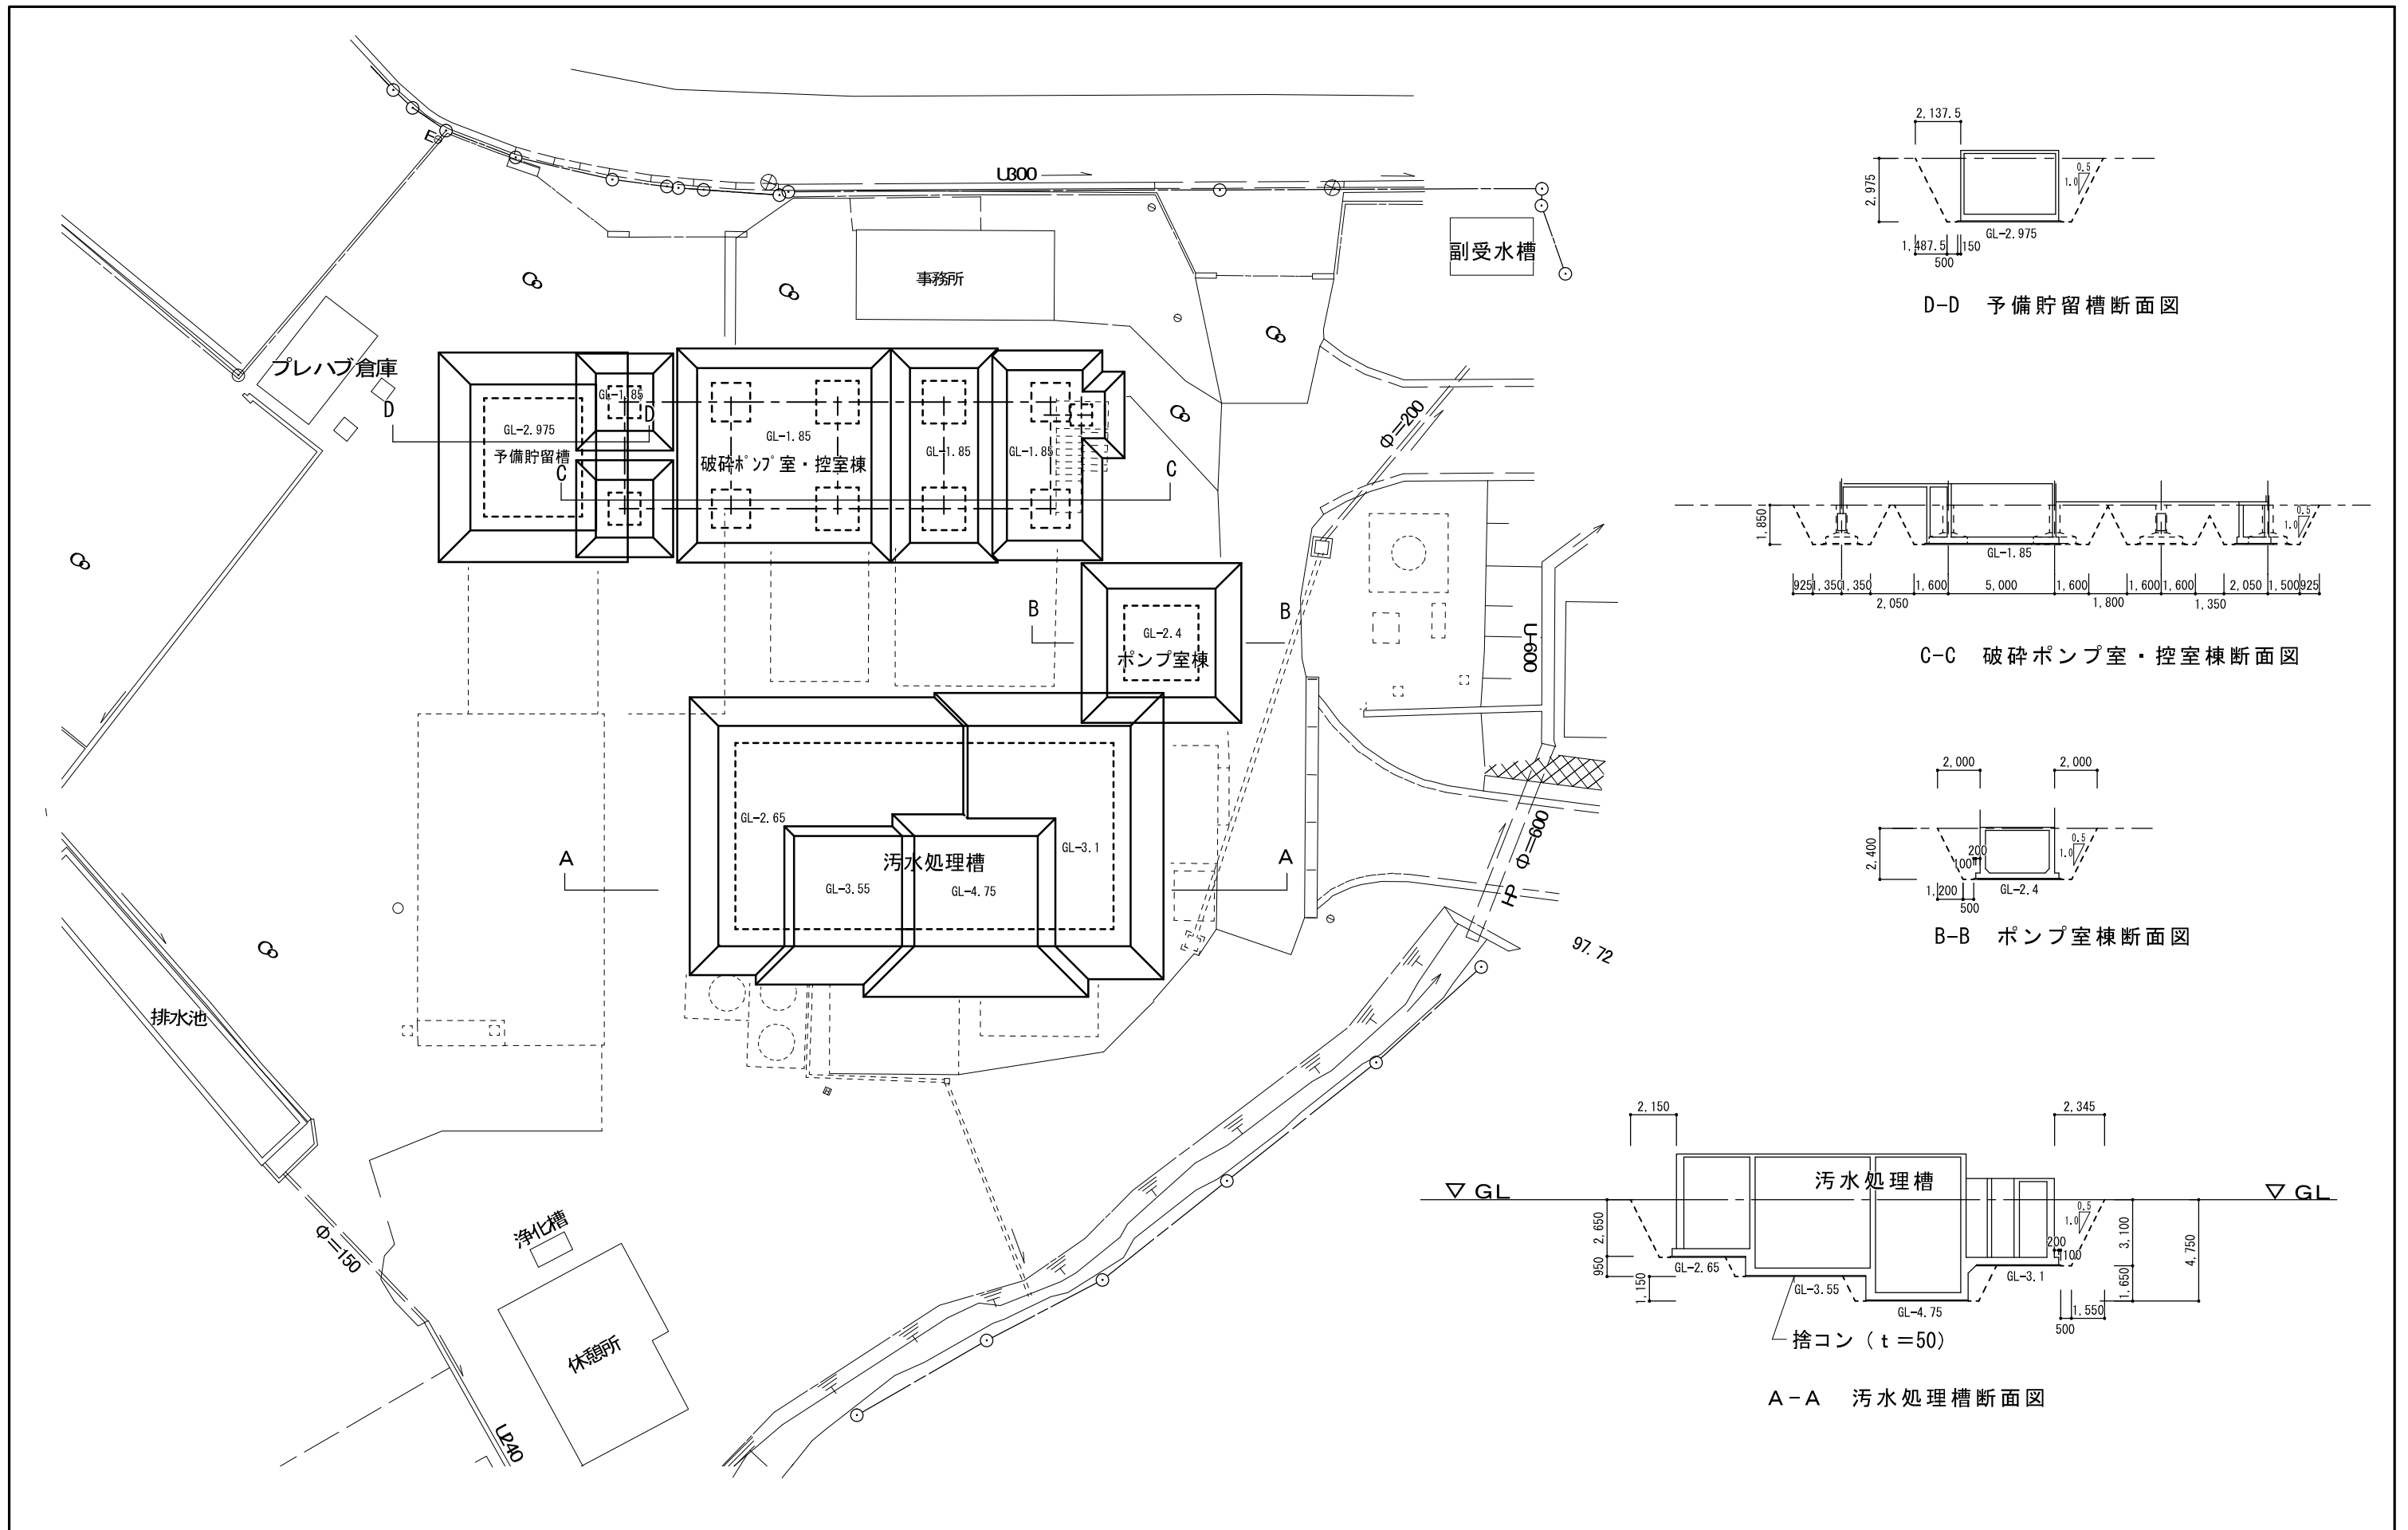 U300
E
事務所
副受水槽
プレハブ倉庫
D
D
GL-2.975
予備貯留槽
GL-1.85
GL-1.85
破砕ﾎﾟﾝﾌﾟ室・控室棟
GL-1.85
GL-1.85
C
C
Φ=200
B
B
GL-2.4
ポンプ室棟
U-600
GL-2.65
GL-3.1
汚水処理槽
GL-3.55
GL-4.75
A
A
HP Φ=600
97.72
排水池
Φ=150
浄化槽
休憩所
U240
2,137.5
2,975
0.5
1.0
GL-2.975
1,487.5
150
500
D-D 予備貯留槽断面図
1,850
0.5
1.0
GL-1.85
925
1,350
1,350
2,050
1,600
5,000
1,600
1,800
1,600
1,600
1,350
2,050
1,500
925
C-C 破砕ポンプ室・控室棟断面図
2,000
2,000
2,400
200
100
0.5
1.0
1,200
500
GL-2.4
B-B ポンプ室棟断面図
2,150
2,345
▽ GL
汚水処理槽
▽ GL
2,650
950
1,150
0.5
1.0
200
100
3,100
1,650
4,750
GL-2.65
GL-3.55
GL-4.75
GL-3.1
1,550
500
捨コン(t=50)
A-A 汚水処理槽断面図